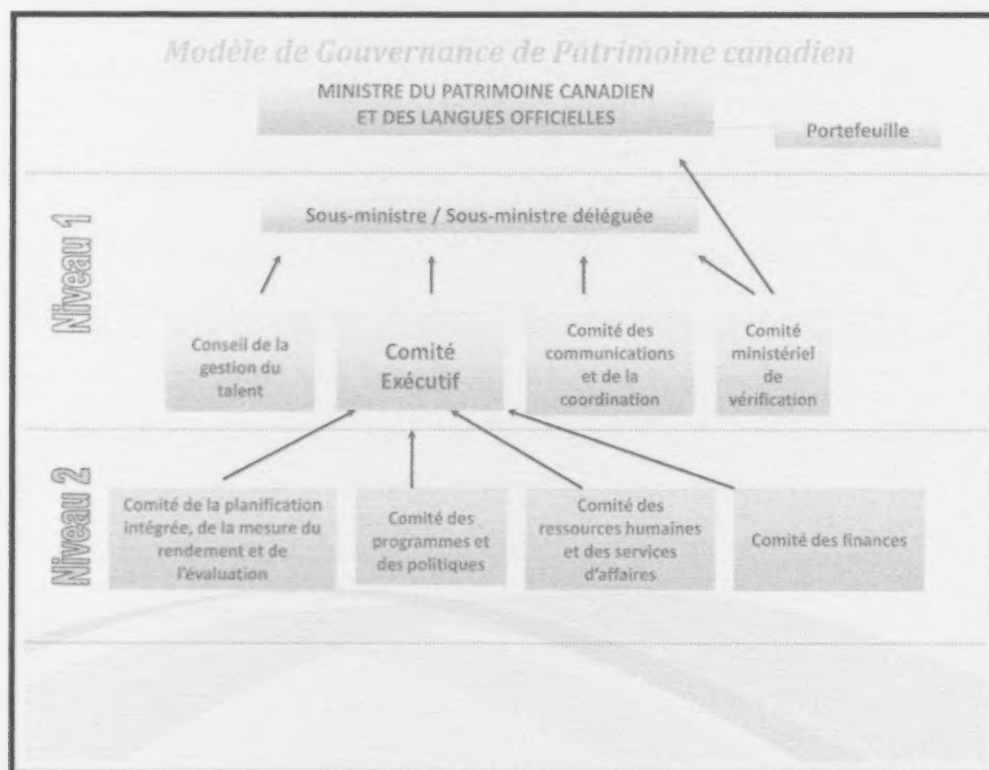 Modèle de Gouvernance de Patrimoine canadien
MINISTRE DU PATRIMOINE CANADIEN
ET DES LANGUES OFFICIELLES
Portefeuille
Niveau 1
Sous-ministre / Sous-ministre déléguée
Conseil de la
gestion du
talent
Comité
Exécutif
Comité des
communications
et de la
coordination
Comité
ministériel
de
vérification
Niveau 2
Comité de la planification
intégrée, de la mesure du
rendement et de
l'évaluation
Comité des
programmes et
des politiques
Comité des
ressources humaines
et des services
d'affaires
Comité des finances